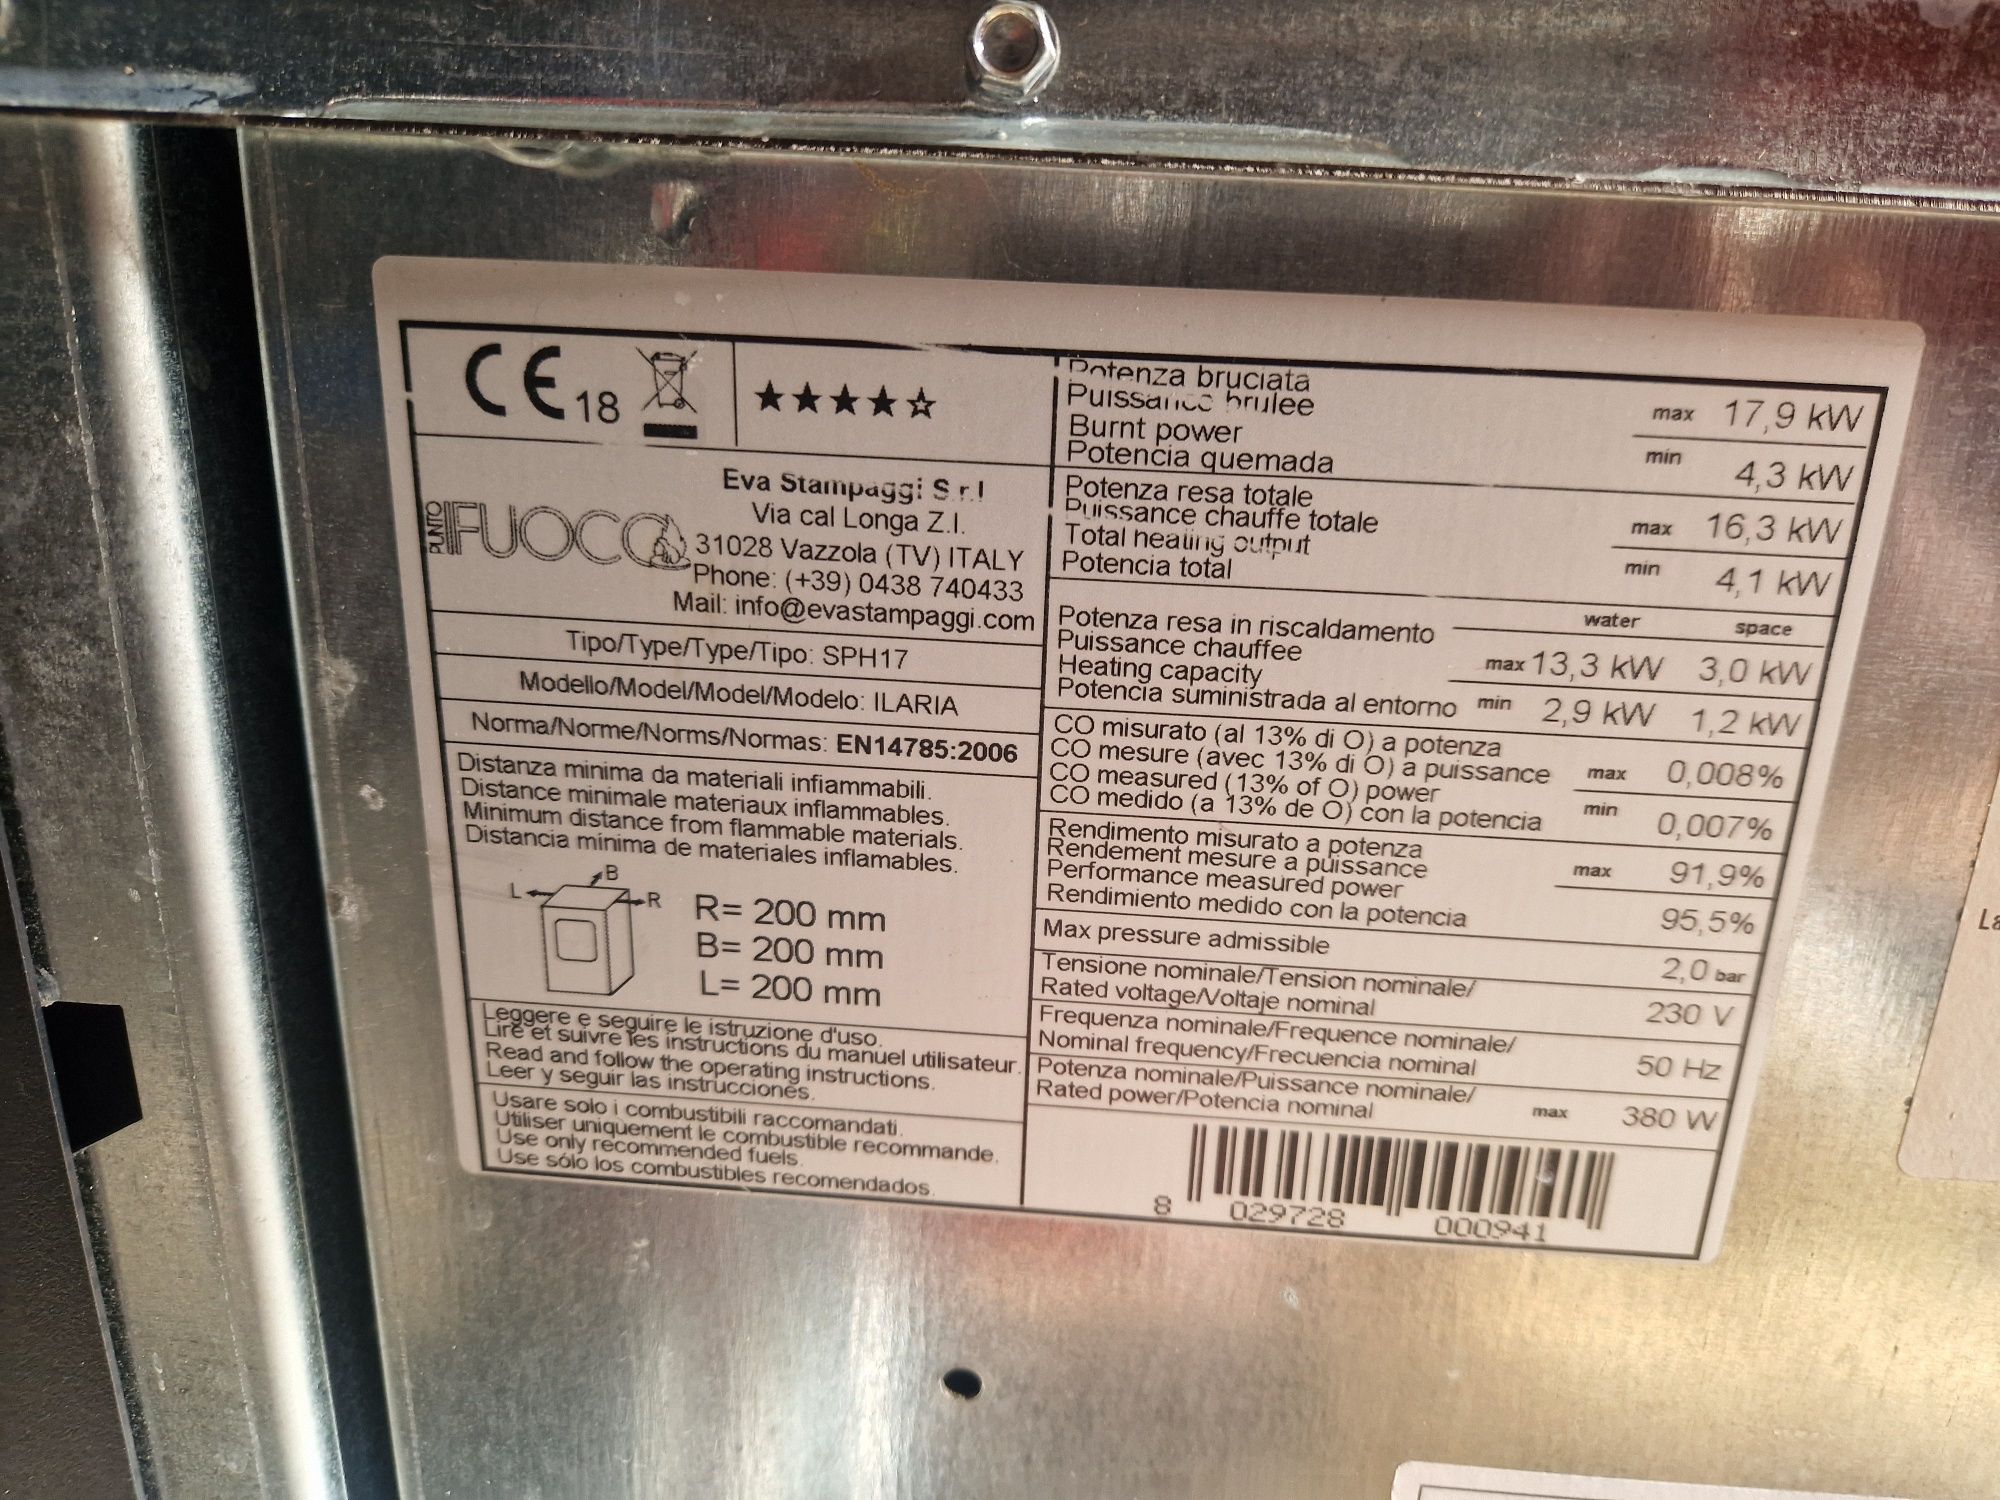 CE 18
★★★★☆
PUNTO FUOCO
Eva Stampaggi S.r.l
Via cal Longa Z.I.
31028 Vazzola (TV) ITALY
Phone: (+39) 0438 740433
Mail: info@evastampaggi.com
Tipo/Type/Type/Tipo: SPH17
Modello/Model/Model/Modelo: ILARIA
Norma/Norme/Norms/Normas: EN14785:2006
Distanza minima da materiali infiammabili.
Distance minimale materiaux inflammables.
Minimum distance from flammable materials.
Distancia minima de materiales inflamables.
B
L
R
R= 200 mm
B= 200 mm
L= 200 mm
Leggere e seguire le istruzione d'uso.
Lire et suivre les instructions du manuel utilisateur.
Read and follow the operating instructions.
Leer y seguir las instrucciones.
Usare solo i combustibili raccomandati.
Utiliser uniquement le combustible recommande.
Use only recommended fuels.
Use sólo los combustibles recomendados.
Potenza bruciata
Puissance brulee
Burnt power
Potencia quemada
max 17,9 kW
min 4,3 kW
Potenza resa totale
Puissance chauffe totale
Total heating output
Potencia total
max 16,3 kW
min 4,1 kW
Potenza resa in riscaldamento
Puissance chauffee
Heating capacity
Potencia suministrada al entorno
water space
max 13,3 kW 3,0 kW
min 2,9 kW 1,2 kW
CO misurato (al 13% di O) a potenza
CO mesure (avec 13% di O) a puissance
CO measured (13% of O) power
CO medido (a 13% de O) con la potencia
max 0,008%
min 0,007%
Rendimento misurato a potenza
Rendement mesure a puissance
Performance measured power
Rendimiento medido con la potencia
max 91,9%
95,5%
Max pressure admissible
2,0 bar
Tensione nominale/Tension nominale/
Rated voltage/Voltaje nominal
230 V
Frequenza nominale/Frequence nominale/
Nominal frequency/Frecuencia nominal
50 Hz
Potenza nominale/Puissance nominale/
Rated power/Potencia nominal
max 380 W
8 029728 000941